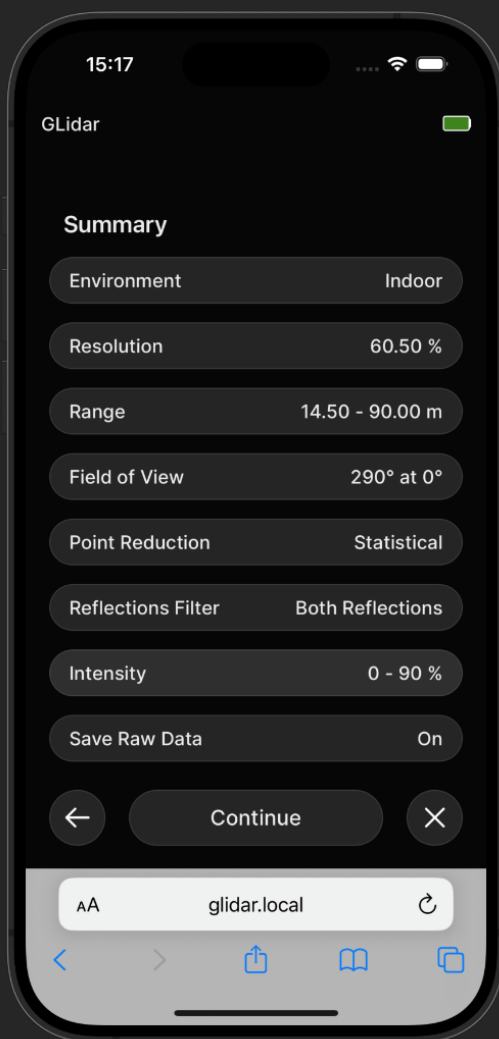 15:17
GLidar
Summary
Environment Indoor
Resolution 60.50 %
Range 14.50 - 90.00 m
Field of View 290° at 0°
Point Reduction Statistical
Reflections Filter Both Reflections
Intensity 0 - 90 %
Save Raw Data On
Continue
AA glidar.local